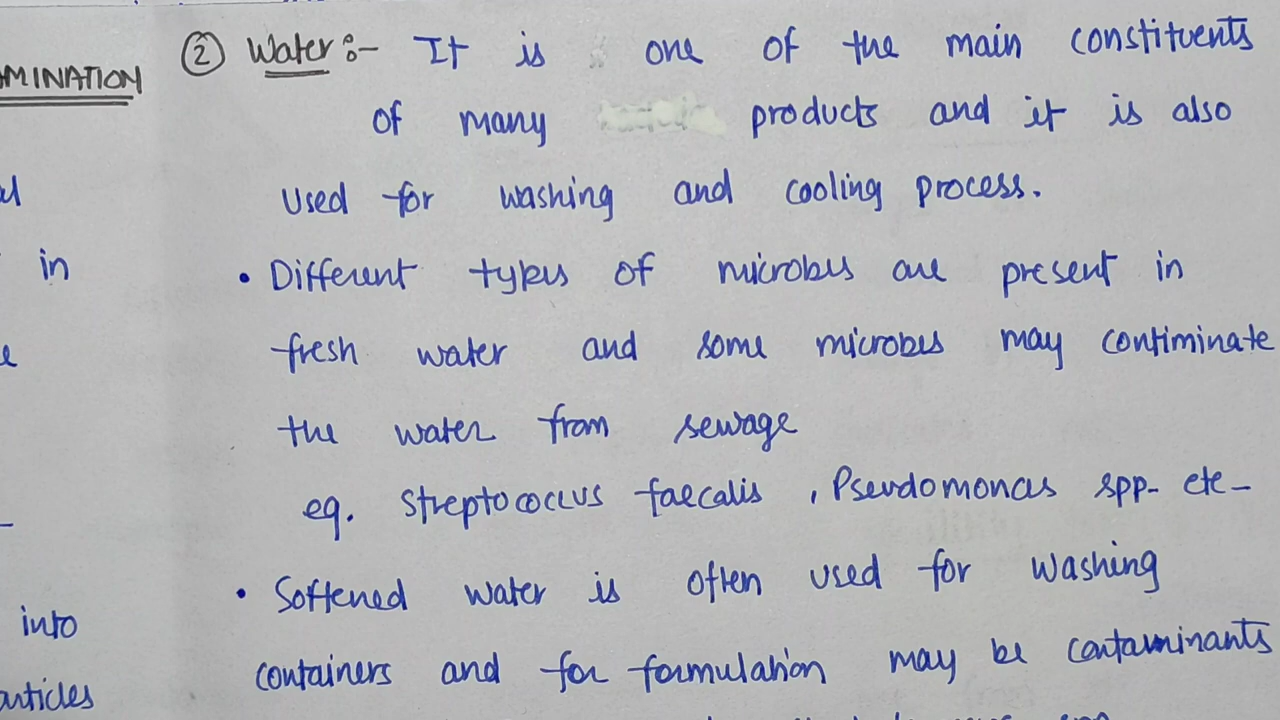 MINATION
② Water :- It is one of the main constituents
of many products and it is also
used for washing and cooling process.
in
• Different types of microbes are present in
fresh water and some microbes may contiminate
the water from sewage
eg. Streptococcus faecalis , Pseudomonas spp. etc-
• Softened water is often used for washing
into
containers and for formulation may be contaminants